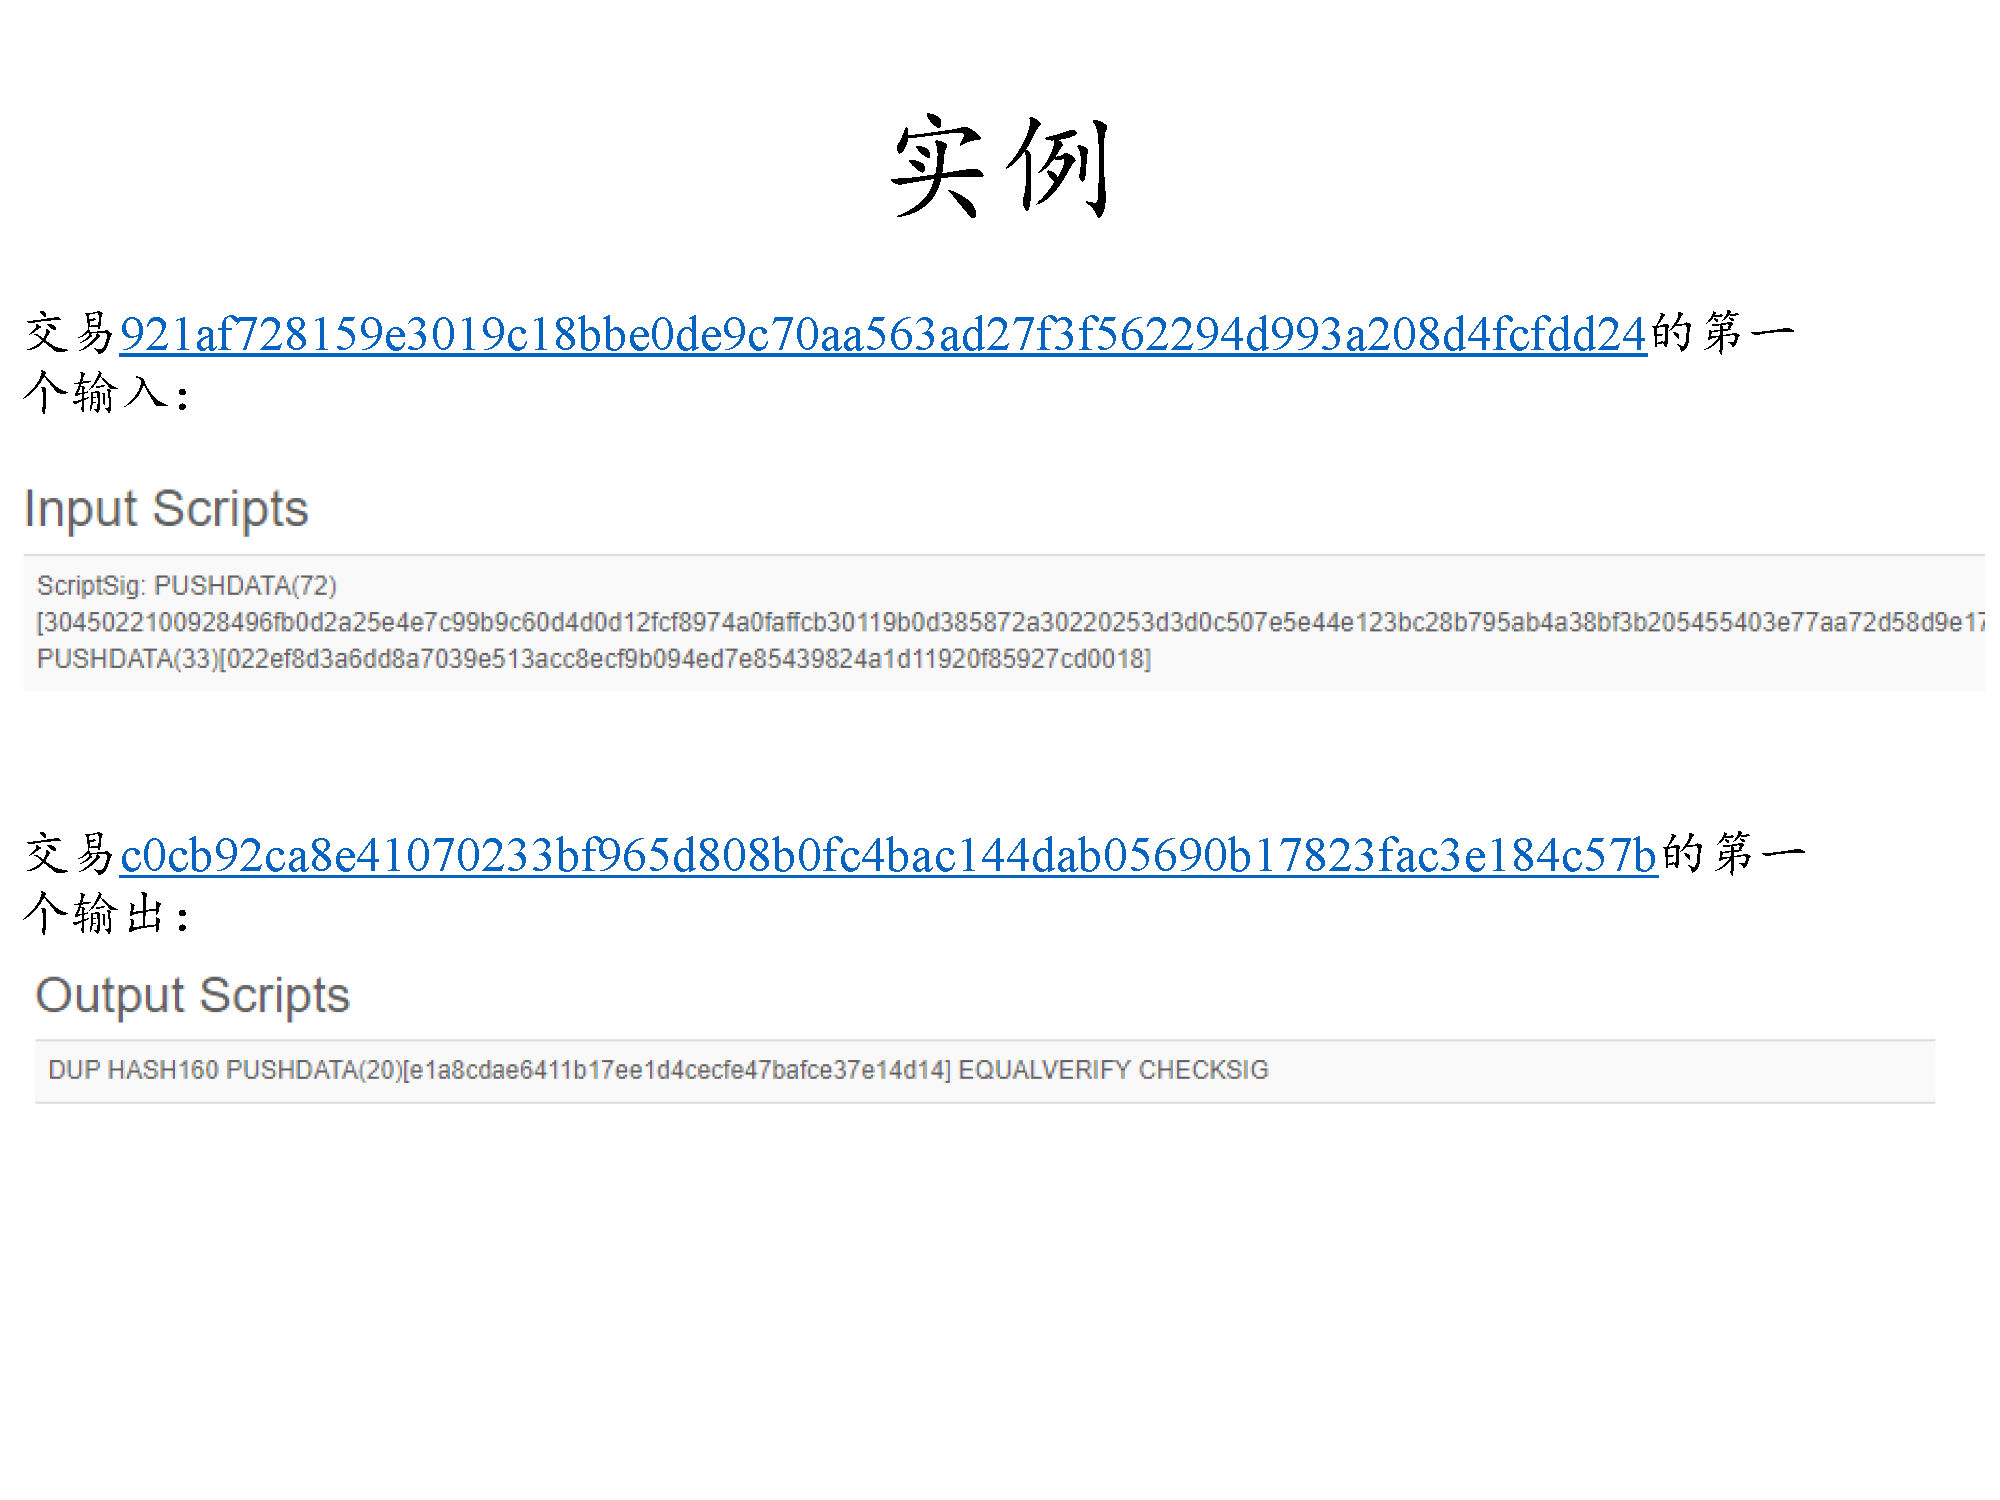 实例
交易921af728159e3019c18bbe0de9c70aa563ad27f3f562294d993a208d4fcfdd24的第一
个输入：
Input Scripts
ScriptSig: PUSHDATA(72)
[3045022100928496fb0d2a25e4e7c99b9c60d4d0d12fcf8974a0faffcb30119b0d385872a30220253d3d0c507e5e44e123bc28b795ab4a38bf3b205455403e77aa72d58d9e17
PUSHDATA(33)[022ef8d3a6dd8a7039e513acc8ecf9b094ed7e85439824a1d11920f85927cd0018]
交易c0cb92ca8e41070233bf965d808b0fc4bac144dab05690b17823fac3e184c57b的第一
个输出：
Output Scripts
DUP HASH160 PUSHDATA(20)[e1a8cdae6411b17ee1d4cecfe47bafce37e14d14] EQUALVERIFY CHECKSIG